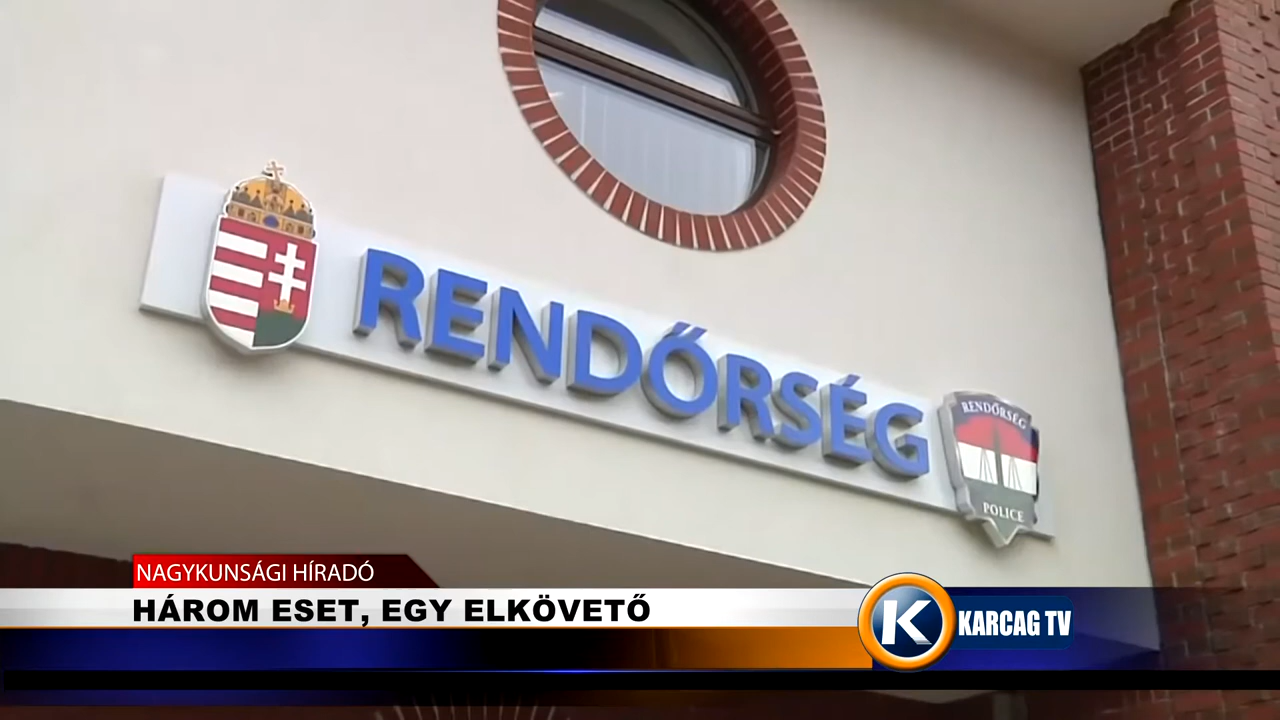 RENDŐRSÉG
RENDŐRSÉG
POLICE
NAGYKUNSÁGI HÍRADÓ
HÁROM ESET, EGY ELKÖVETŐ
K
KARCAG TV